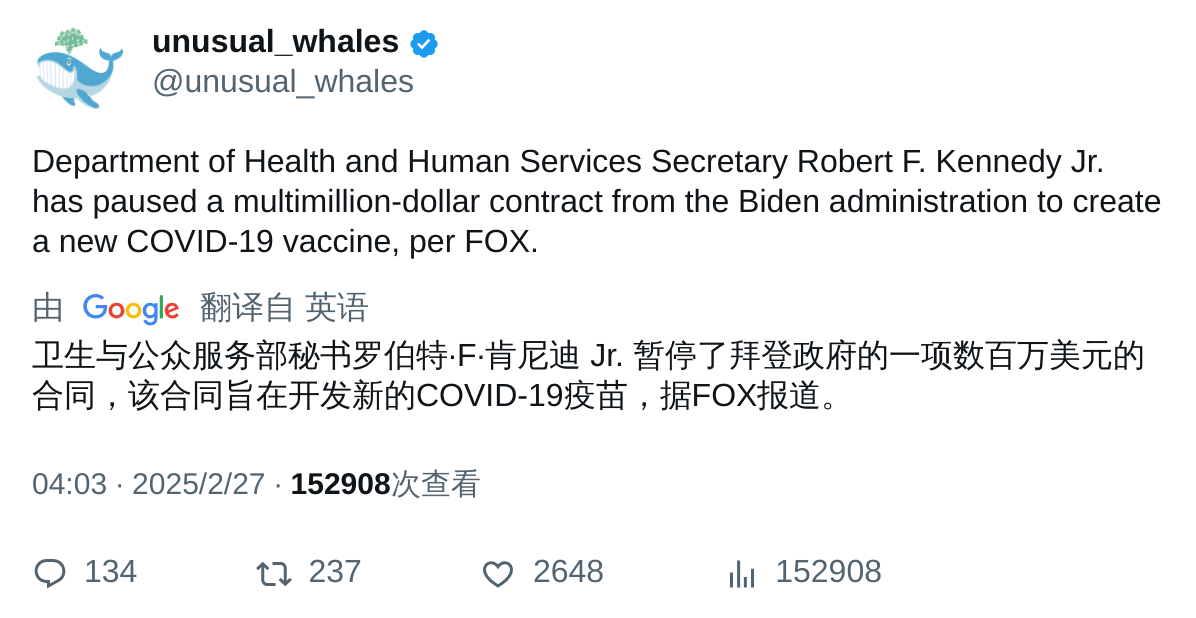 unusual_whales
@unusual_whales
Department of Health and Human Services Secretary Robert F. Kennedy Jr.
has paused a multimillion-dollar contract from the Biden administration to create
a new COVID-19 vaccine, per FOX.
由 Google 翻译自 英语
卫生与公众服务部秘书罗伯特·F·肯尼迪 Jr. 暂停了拜登政府的一项数百万美元的
合同，该合同旨在开发新的COVID-19疫苗，据FOX报道。
04:03 · 2025/2/27 · 152908次查看
134 237 2648 152908